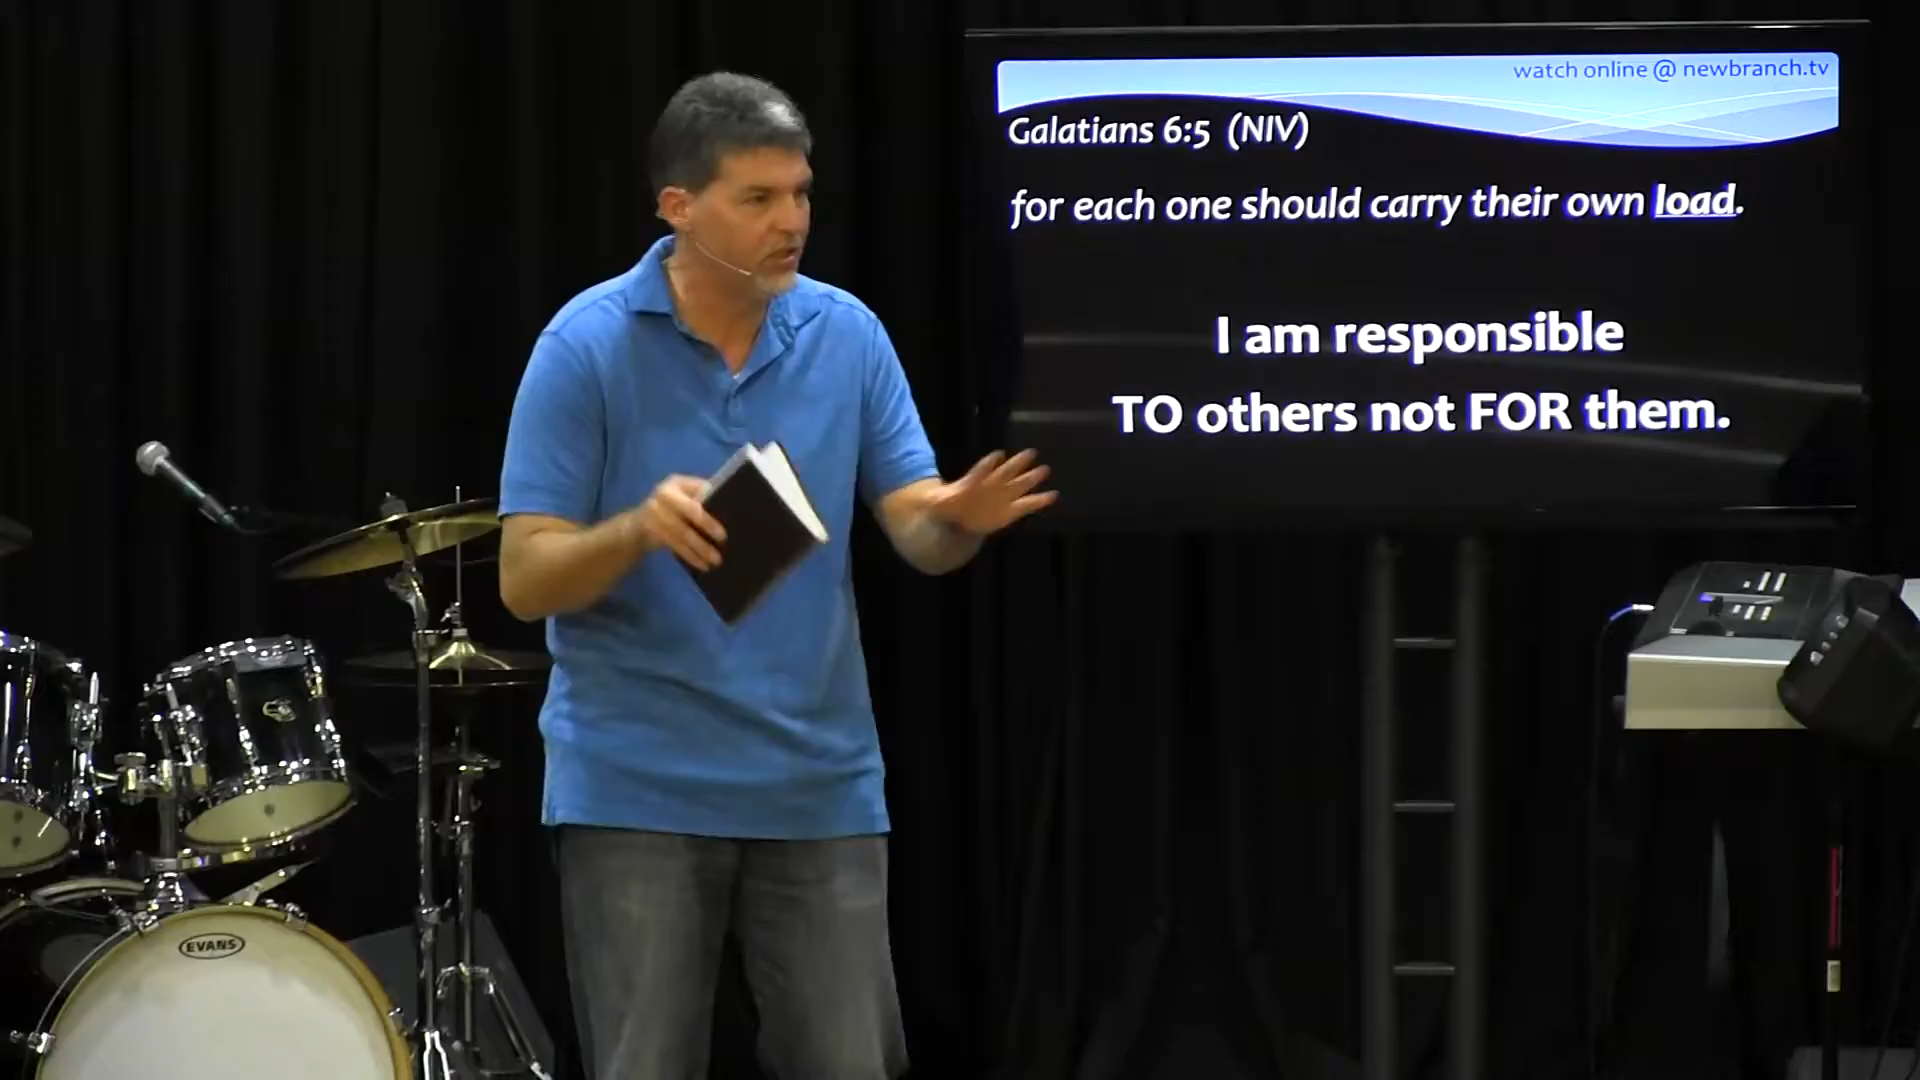 watch online @ newbranch.tv
Galatians 6:5 (NIV)
for each one should carry their own load.
I am responsible
TO others not FOR them.
EVANS